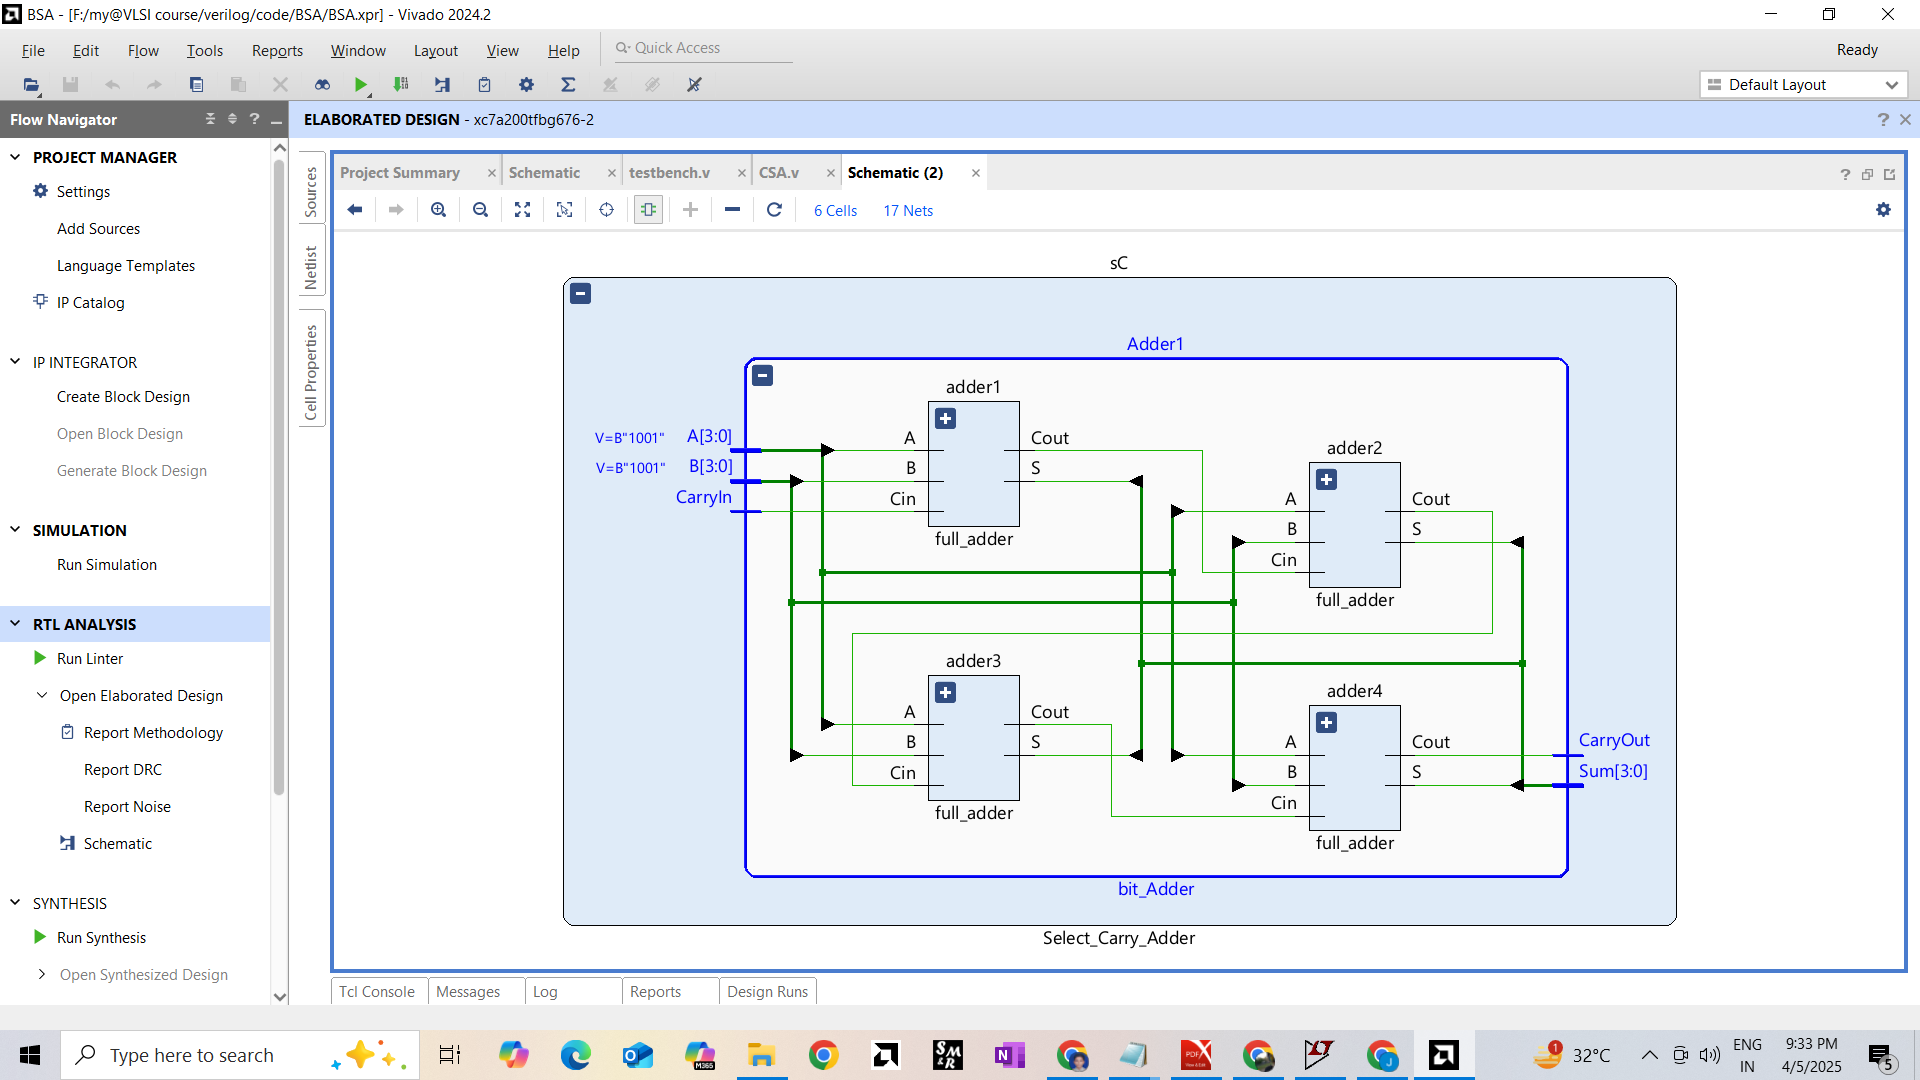 BSA - [F:/my@VLSI course/verilog/code/BSA/BSA.xpr] - Vivado 2024.2
File Edit Flow Tools Reports Window Layout View Help Quick Access Ready
Default Layout
Flow Navigator
ELABORATED DESIGN - xc7a200tfbg676-2
PROJECT MANAGER
Settings
Add Sources
Language Templates
IP Catalog
IP INTEGRATOR
Create Block Design
Open Block Design
Generate Block Design
SIMULATION
Run Simulation
RTL ANALYSIS
Run Linter
Open Elaborated Design
Report Methodology
Report DRC
Report Noise
Schematic
SYNTHESIS
Run Synthesis
Open Synthesized Design
Sources
Netlist
Cell Properties
Project Summary Schematic testbench.v CSA.v Schematic (2)
6 Cells 17 Nets
sC
Adder1
adder1
V=B"1001" A[3:0]
V=B"1001" B[3:0]
CarryIn
A
B
Cin
Cout
S
full_adder
adder2
A
B
Cin
Cout
S
full_adder
adder3
A
B
Cin
Cout
S
full_adder
adder4
A
B
Cin
Cout
S
full_adder
CarryOut
Sum[3:0]
bit_Adder
Select_Carry_Adder
Tcl Console Messages Log Reports Design Runs
Type here to search
M365
SM
&R
N
PDF
View & Edit
J
1
32°C
ENG
IN
9:33 PM
4/5/2025
5